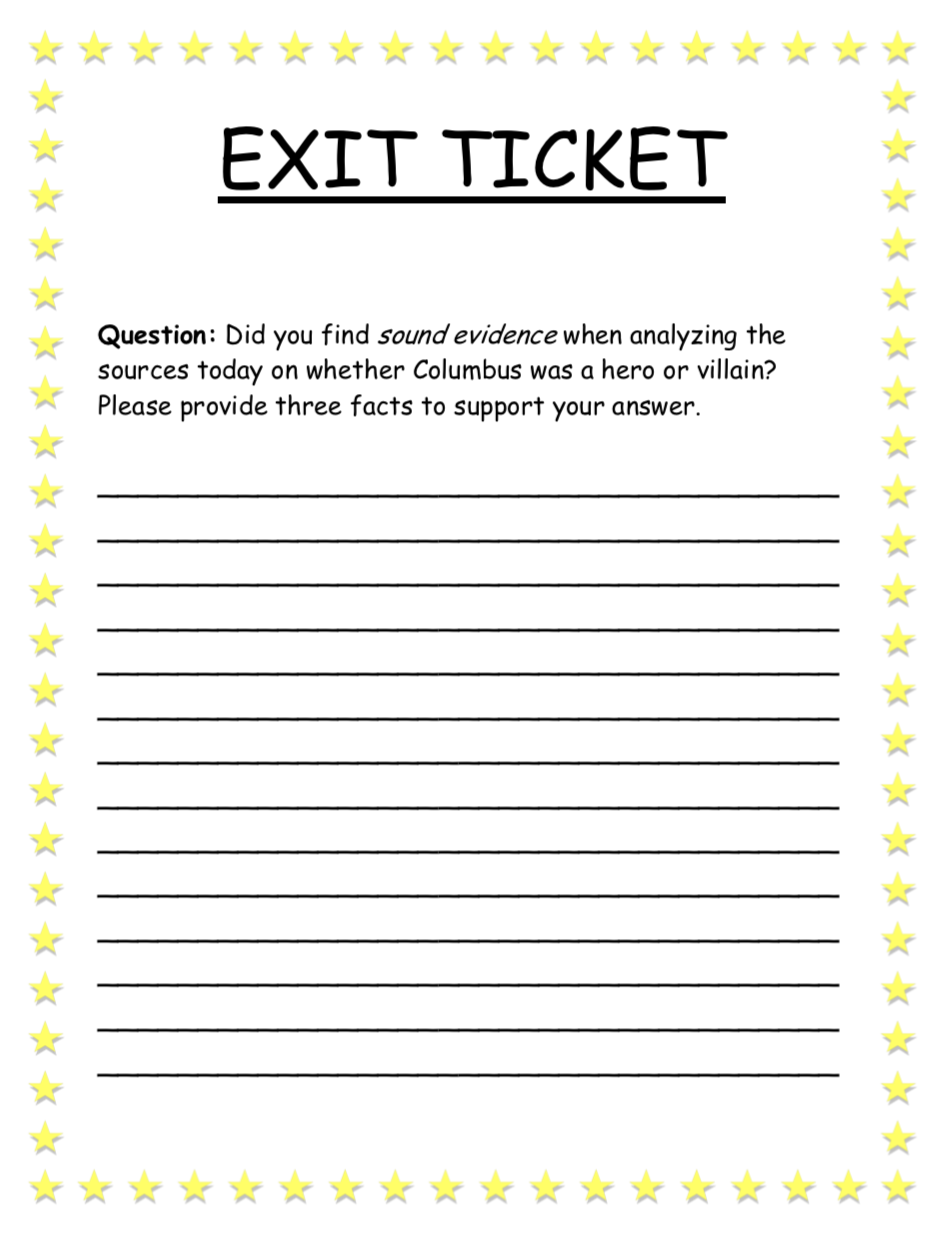 EXIT TICKET
Question: Did you find sound evidence when analyzing the
sources today on whether Columbus was a hero or villain?
Please provide three facts to support your answer.